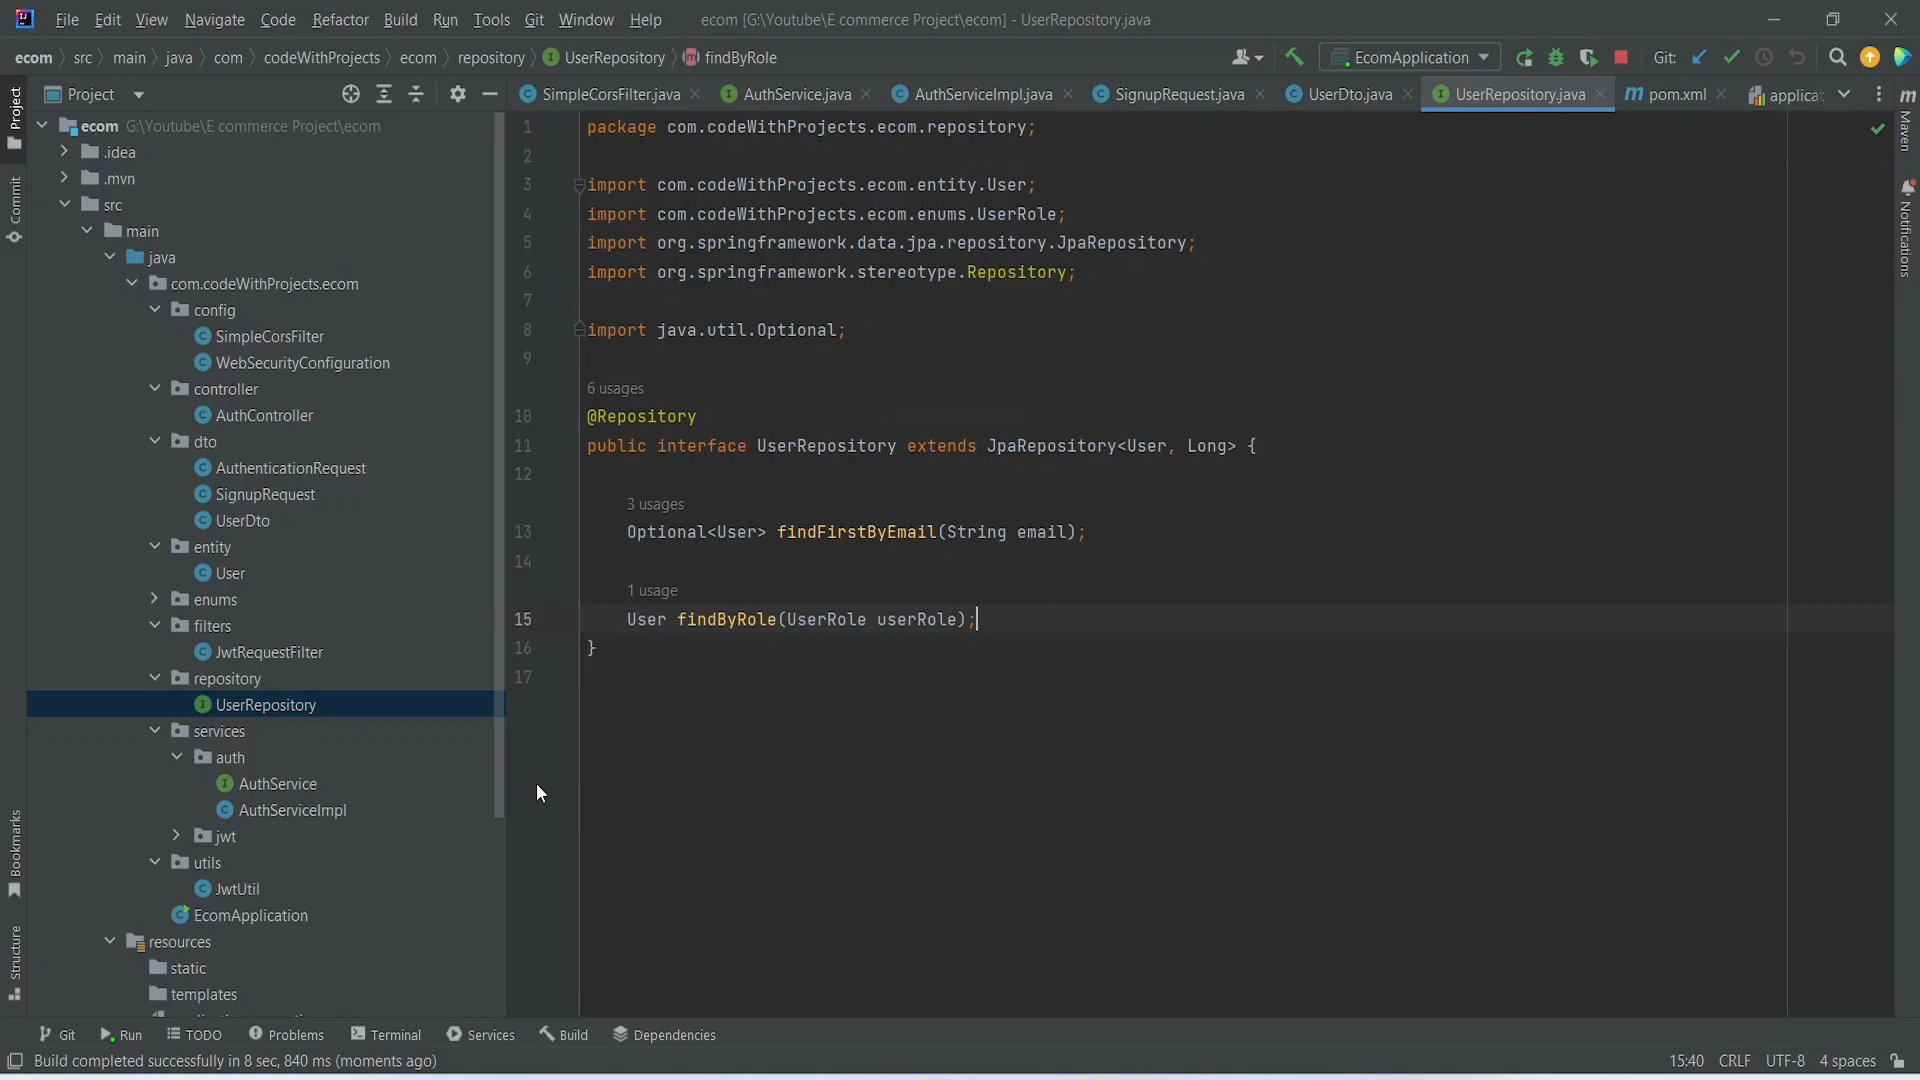 File Edit View Navigate Code Refactor Build Run Tools Git Window Help ecom [G:\Youtube\E commerce Project\ecom] - UserRepository.java
ecom src main java com codeWithProjects ecom repository UserRepository findByRole EcomApplication Git:
Project SimpleCorsFilter.java AuthService.java AuthServiceImpl.java SignupRequest.java UserDto.java UserRepository.java pom.xml applicat
Project
Commit
Bookmarks
Structure
ecom G:\Youtube\E commerce Project\ecom
.idea
.mvn
src
main
java
com.codeWithProjects.ecom
config
SimpleCorsFilter
WebSecurityConfiguration
controller
AuthController
dto
AuthenticationRequest
SignupRequest
UserDto
entity
User
enums
filters
JwtRequestFilter
repository
UserRepository
services
auth
AuthService
AuthServiceImpl
jwt
utils
JwtUtil
EcomApplication
resources
static
templates
1 package com.codeWithProjects.ecom.repository;
2
3 import com.codeWithProjects.ecom.entity.User;
4 import com.codeWithProjects.ecom.enums.UserRole;
5 import org.springframework.data.jpa.repository.JpaRepository;
6 import org.springframework.stereotype.Repository;
7
8 import java.util.Optional;
9
6 usages
10 @Repository
11 public interface UserRepository extends JpaRepository<User, Long> {
12
3 usages
13 Optional<User> findFirstByEmail(String email);
14
1 usage
15 User findByRole(UserRole userRole);
16 }
17
Maven
Notifications
Git Run TODO Problems Terminal Services Build Dependencies
Build completed successfully in 8 sec, 840 ms (moments ago) 15:40 CRLF UTF-8 4 spaces